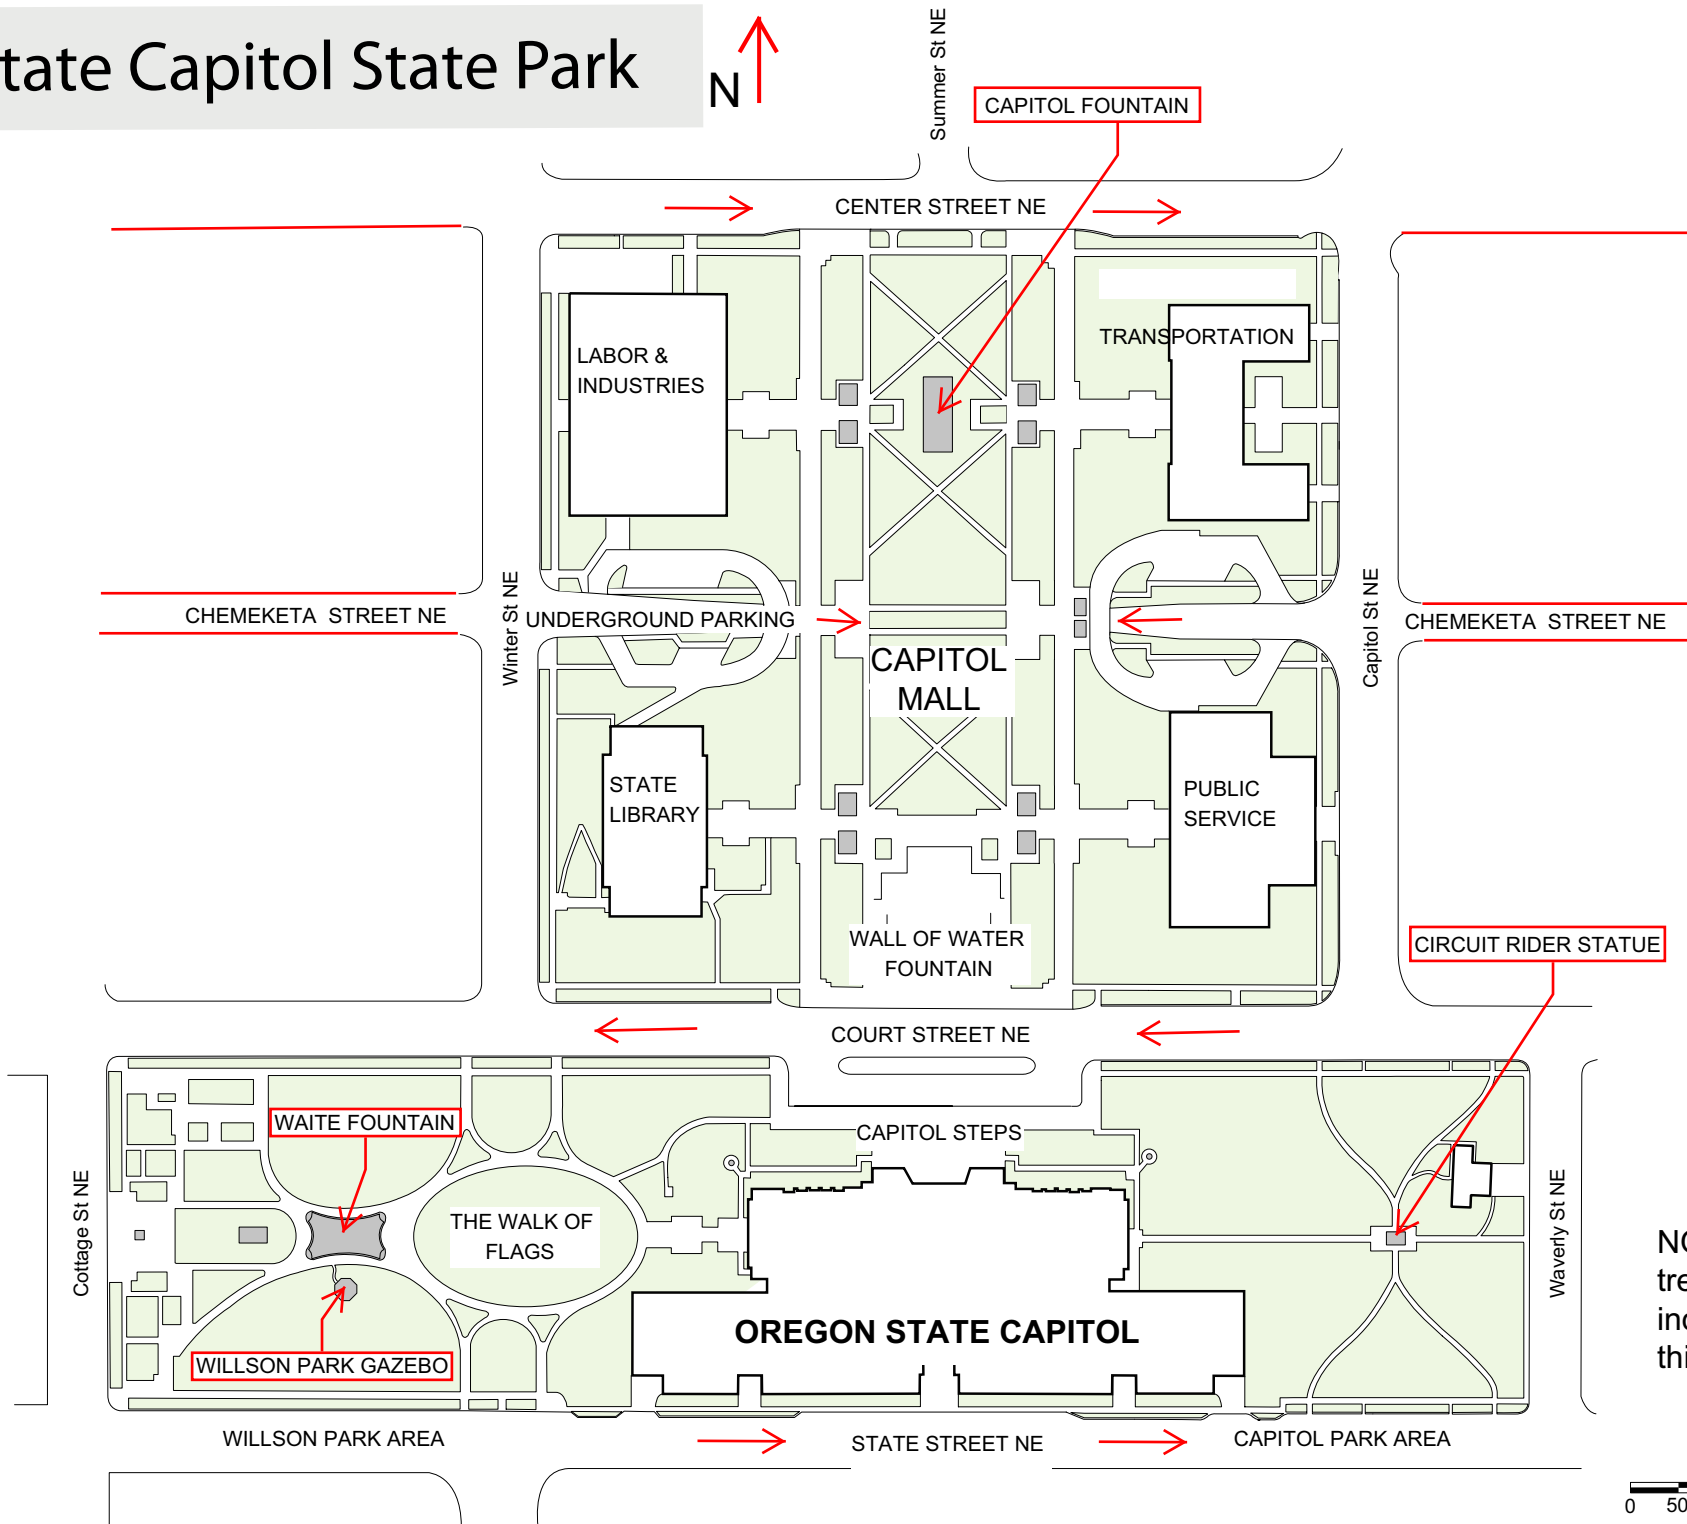 tate Capitol State Park
N
Summer St NE
CAPITOL FOUNTAIN
CENTER STREET NE
LABOR &
INDUSTRIES
TRANSPORTATION
CHEMEKETA STREET NE
Winter St NE
UNDERGROUND PARKING
CAPITOL
MALL
Capitol St NE
CHEMEKETA STREET NE
STATE
LIBRARY
PUBLIC
SERVICE
WALL OF WATER
FOUNTAIN
CIRCUIT RIDER STATUE
COURT STREET NE
WAITE FOUNTAIN
CAPITOL STEPS
Cottage St NE
THE WALK OF
FLAGS
Waverly St NE
NO
tre
inc
thi
OREGON STATE CAPITOL
WILLSON PARK GAZEBO
WILLSON PARK AREA
STATE STREET NE
CAPITOL PARK AREA
0 50